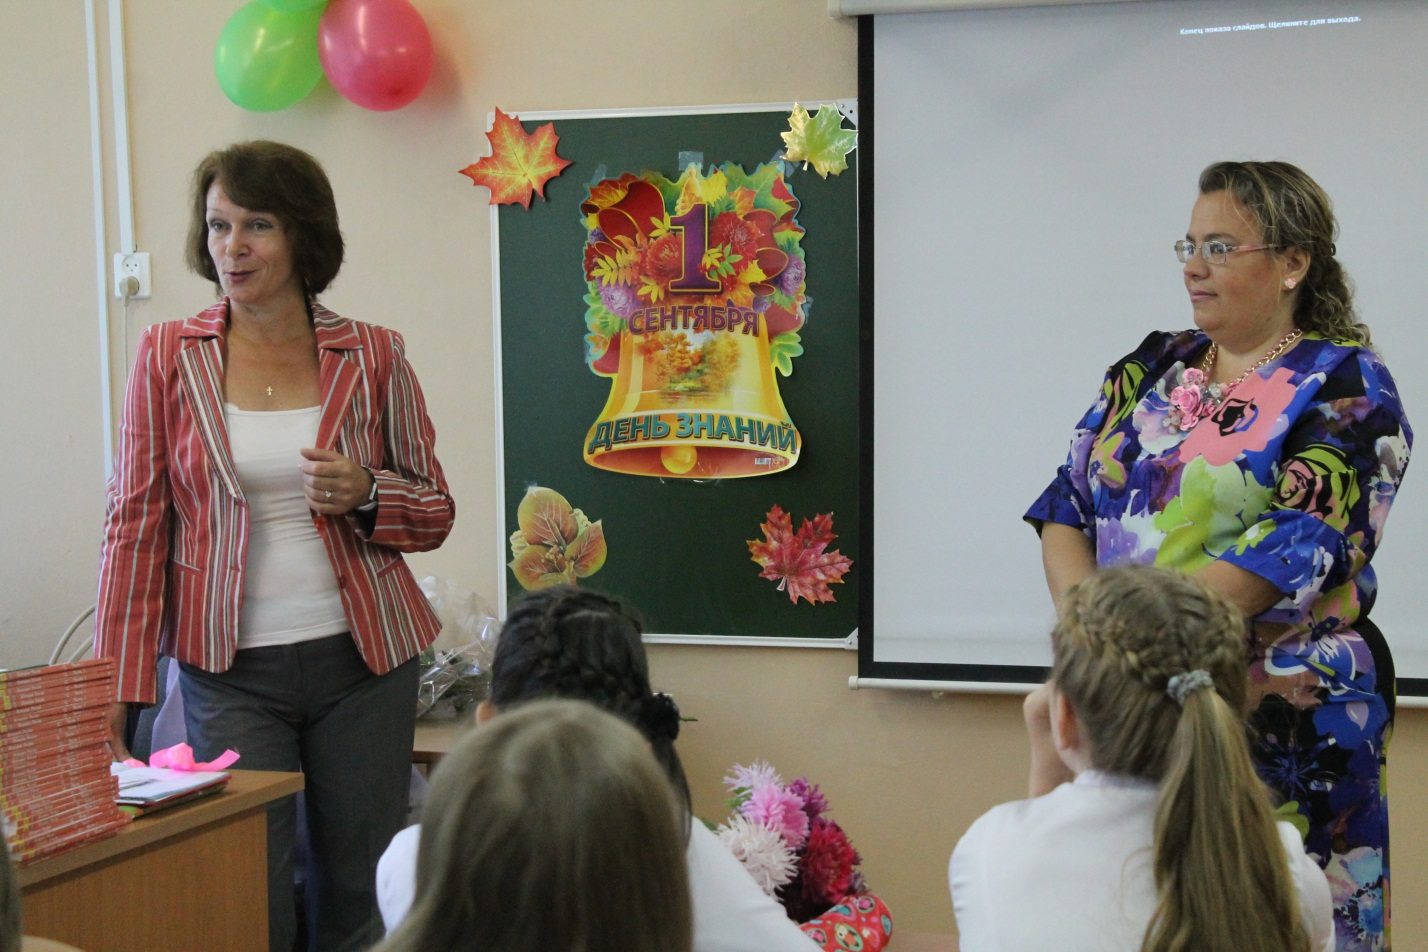 Конец показа слайдов. Щелкните для выхода.
1
СЕНТЯБРЯ
ДЕНЬ ЗНАНИЙ